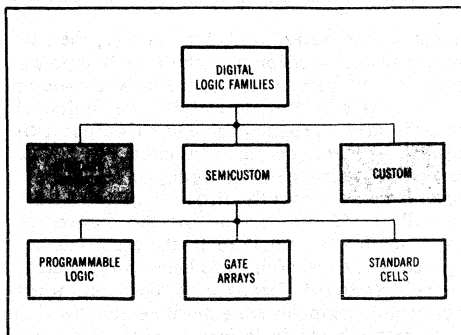 DIGITAL
LOGIC FAMILIES
SEMICUSTOM
CUSTOM
PROGRAMMABLE
LOGIC
GATE
ARRAYS
STANDARD
CELLS